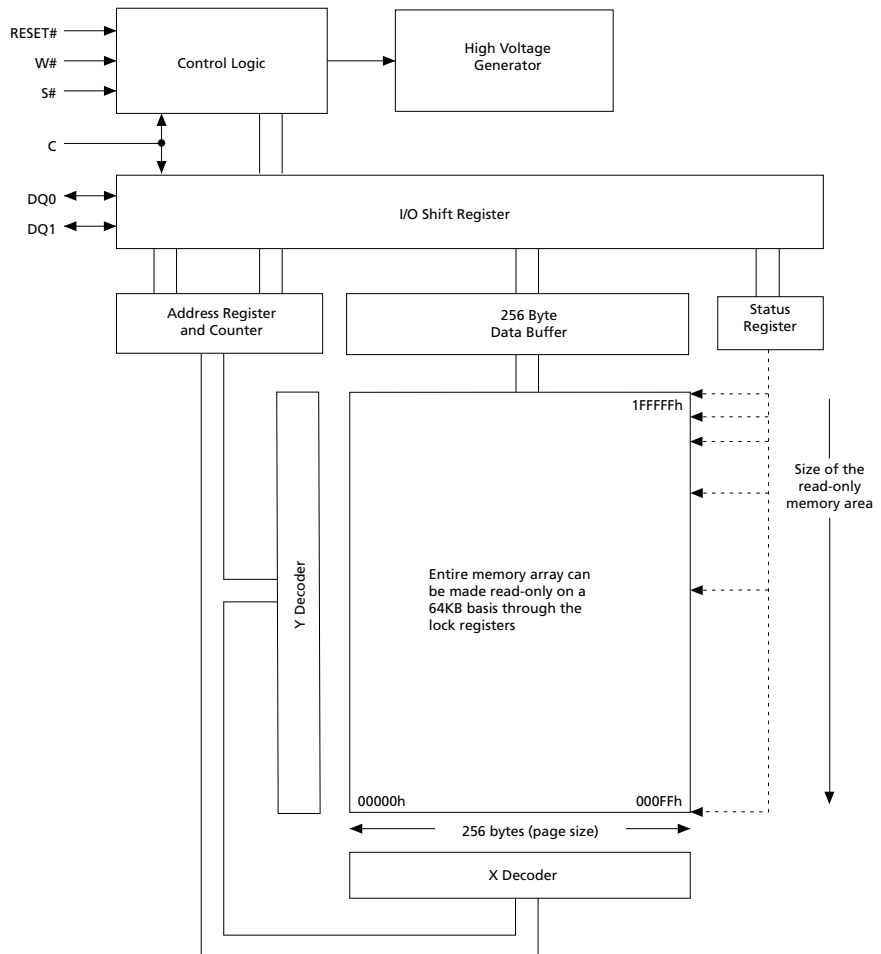 RESET#
W#
S#
Control Logic
High Voltage
Generator
C
DQ0
DQ1
I/O Shift Register
Address Register
and Counter
256 Byte
Data Buffer
Status
Register
1FFFFFh
Size of the
read-only
memory area
Y Decoder
Entire memory array can
be made read-only on a
64KB basis through the
lock registers
00000h
000FFh
256 bytes (page size)
X Decoder